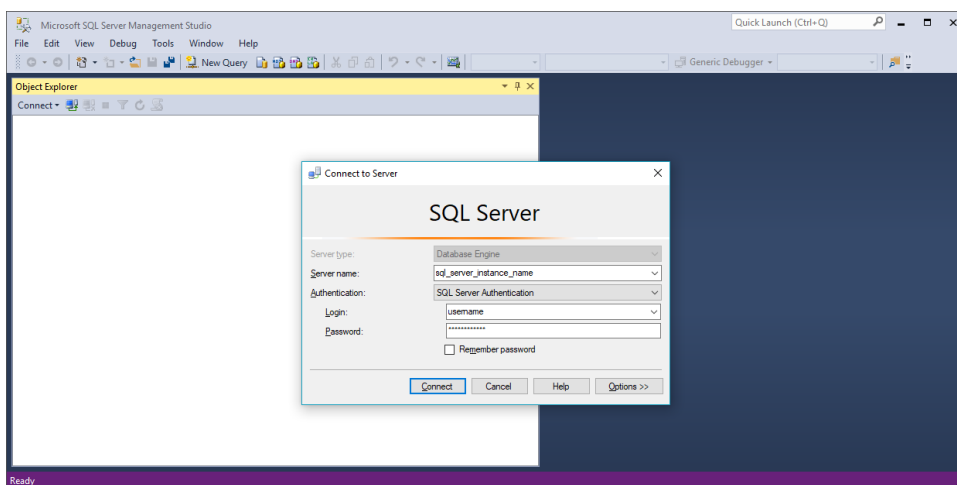 Microsoft SQL Server Management Studio
Quick Launch (Ctrl+Q)
File Edit View Debug Tools Window Help
New Query
Generic Debugger
Object Explorer
Connect
Connect to Server
SQL Server
Server type: Database Engine
Server name: sql_server_instance_name
Authentication: SQL Server Authentication
Login: username
Password: ************
Remember password
Connect Cancel Help Options >>
Ready